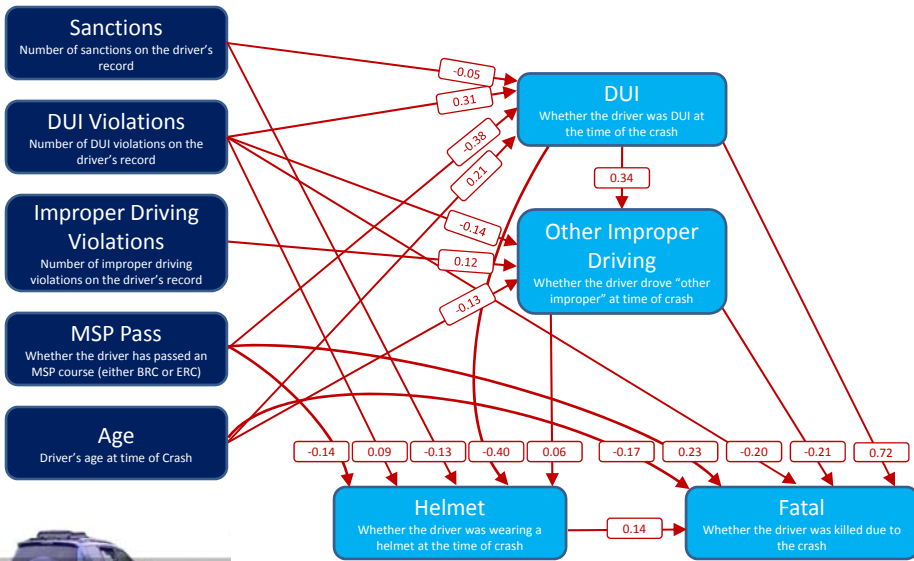 Sanctions
Number of sanctions on the driver's
record
DUI Violations
Number of DUI violations on the
driver's record
Improper Driving
Violations
Number of improper driving
violations on the driver's record
MSP Pass
Whether the driver has passed an
MSP course (either BRC or ERC)
Age
Driver's age at time of Crash
-0.05
0.31
-0.38
0.21
-0.14
0.12
-0.13
DUI
Whether the driver was DUI at
the time of the crash
0.34
Other Improper
Driving
Whether the driver drove "other
improper" at time of crash
-0.14
0.09
-0.13
-0.40
0.06
-0.17
0.23
-0.20
-0.21
0.72
Helmet
Whether the driver was wearing a
helmet at the time of crash
0.14
Fatal
Whether the driver was killed due to
the crash